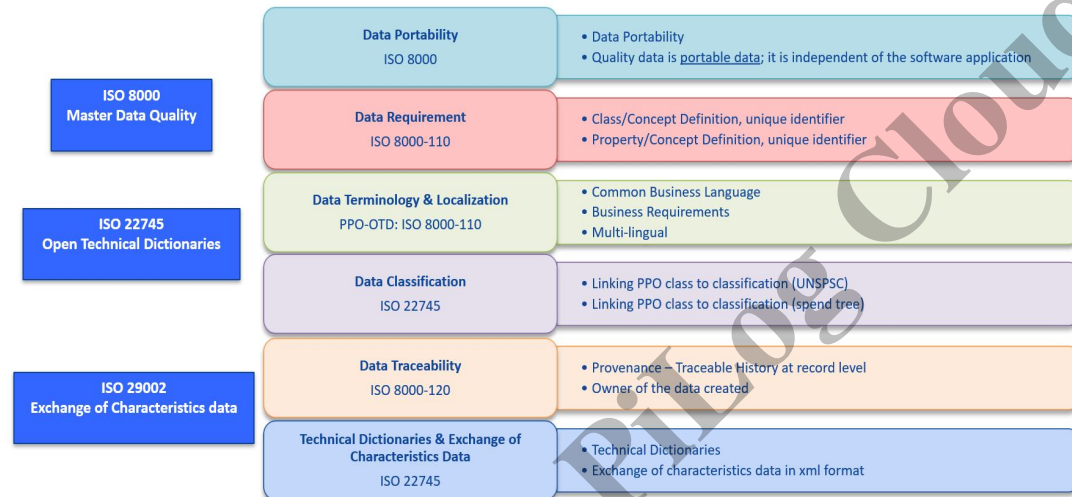 ISO 8000
Master Data Quality
ISO 22745
Open Technical Dictionaries
ISO 29002
Exchange of Characteristics data
Data Portability
ISO 8000
• Data Portability
• Quality data is portable data; it is independent of the software application
Data Requirement
ISO 8000-110
• Class/Concept Definition, unique identifier
• Property/Concept Definition, unique identifier
Data Terminology & Localization
PPO-OTD: ISO 8000-110
• Common Business Language
• Business Requirements
• Multi-lingual
Data Classification
ISO 22745
• Linking PPO class to classification (UNSPSC)
• Linking PPO class to classification (spend tree)
Data Traceability
ISO 8000-120
• Provenance – Traceable History at record level
• Owner of the data created
Technical Dictionaries & Exchange of
Characteristics Data
ISO 22745
• Technical Dictionaries
• Exchange of characteristics data in xml format
PiLog Cloud